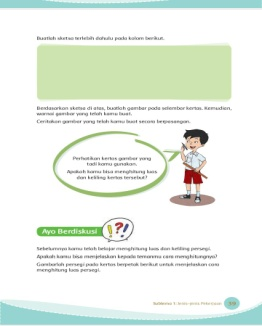 Buatlah sketsa terlebih dahulu pada kolom berikut.
Berdasarkan sketsa di atas, buatlah gambar pada selembar kertas. Kemudian,
warnai gambar yang telah kamu buat.
Ceritakan gambar yang telah kamu buat secara berpasangan.
Perhatikan kertas gambar yang
tadi kamu gunakan.
Apakah kamu bisa menghitung luas
dan keliling kertas tersebut?
Ayo Berdiskusi
Sebelumnya kamu telah belajar menghitung luas dan keliling persegi.
Apakah kamu bisa menjelaskan kepada temanmu cara menghitungnya?
Gambarlah persegi pada kertas berpetak berikut untuk menjelaskan cara
menghitung luas persegi.
Subtema 1: Jenis-jenis Pekerjaan